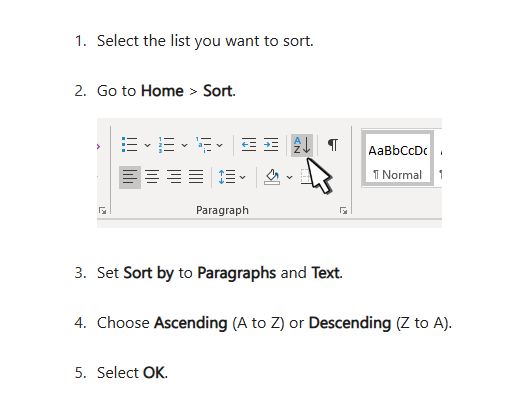 1. Select the list you want to sort.
2. Go to Home > Sort.
AaBbCcDc
¶ Normal
Paragraph
3. Set Sort by to Paragraphs and Text.
4. Choose Ascending (A to Z) or Descending (Z to A).
5. Select OK.